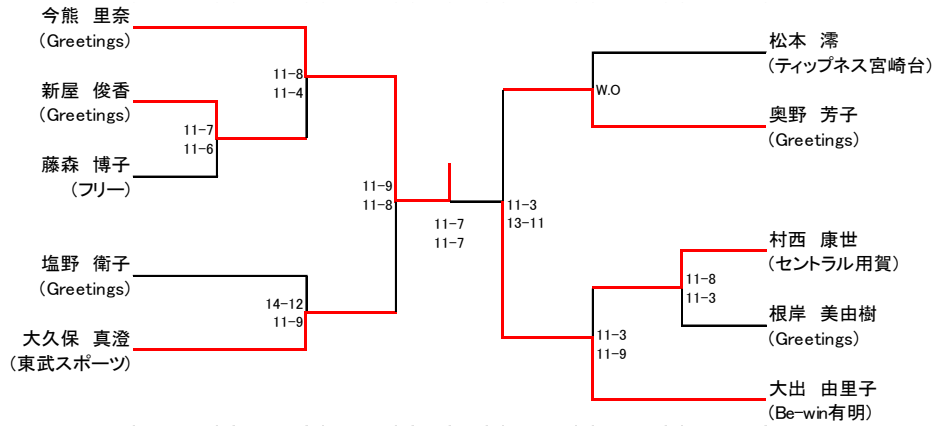 今熊　里奈
(Greetings)
新屋　俊香
(Greetings)
藤森　博子
(フリー)
塩野　衛子
(Greetings)
大久保　真澄
(東武スポーツ)
11-8
11-4
11-7
11-6
14-12
11-9
11-9
11-8
11-7
11-7
11-3
13-11
W.O
11-3
11-9
11-8
11-3
松本　澪
(ティップネス宮崎台)
奥野　芳子
(Greetings)
村西　康世
(セントラル用賀)
根岸　美由樹
(Greetings)
大出　由里子
(Be-win有明)